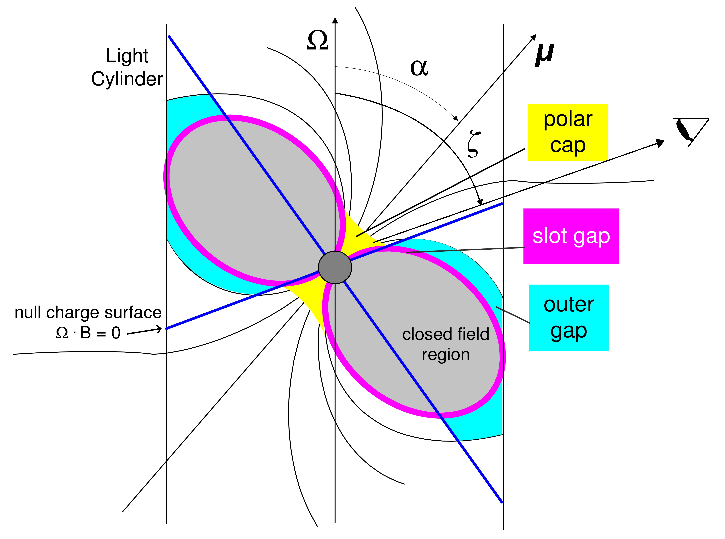 Light
Cylinder
Ω
α
μ
ζ
polar
cap
slot gap
outer
gap
null charge surface
Ω · B = 0
closed field
region